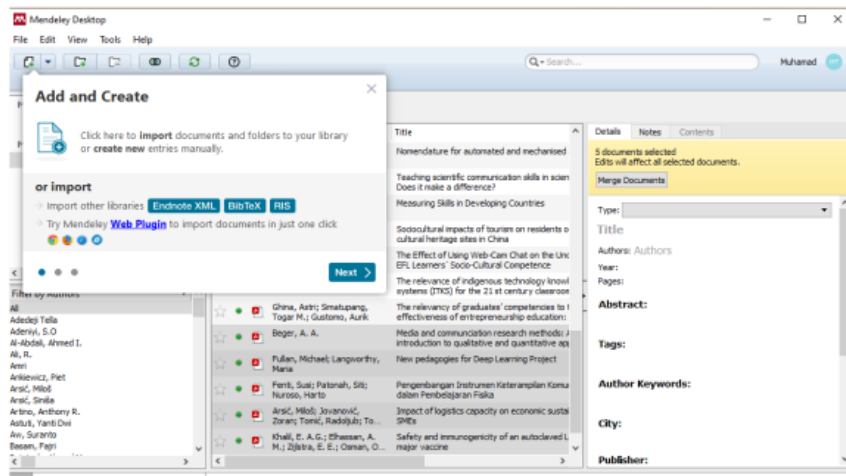 Mendeley Desktop
File Edit View Tools Help
Search...
Muhamad
Add and Create
Click here to import documents and folders to your library
or create new entries manually.
or import
Import other libraries Endnote XML BibTeX RIS
Try Mendeley Web Plugin to import documents in just one click
Next
Filter by Authors
All
Adedeji Tella
Adeniyi, S.O
Al-Abdali, Ahmed I.
Ali, R.
Amri
Ankiewicz, Piet
Arsić, Miloš
Arsić, Siniša
Artino, Anthony R.
Astuti, Yanti Dwi
Aw, Suranto
Basam, Fajri
Title
Nomenclature for automated and mechanised
Teaching scientific communication skills in scien
Does it make a difference?
Measuring Skills in Developing Countries
Sociocultural impacts of tourism on residents o
cultural heritage sites in China
The Effect of Using Web-Cam Chat on the Und
EFL Learners' Socio-Cultural Competence
The relevance of indigenous technology knowl
systems (ITKS) for the 21 st century classroom
Ghina, Astri; Simatupang,
Togar M.; Gustomo, Aurik
The relevancy of graduates' competencies to t
effectiveness of entrepreneurship education:
Beger, A. A.
Media and communciation research methods: A
introduction to qualitative and quantitative app
Fullan, Michael; Langworthy,
Maria
New pedagogies for Deep Learning Project
Fenti, Susi; Patonah, Siti;
Nuroso, Harto
Pengembangan Instrumen Keterampilan Komu
dalam Pembelajaran Fisika
Arsić, Miloš; Jovanović,
Zoran; Tomić, Radoljub; To...
Impact of logistics capacity on economic sustai
SMEs
Khalil, E. A.G.; Elhassan, A.
M.; Zijlstra, E. E.; Osman, O...
Safety and immunogenicity of an autoclaved L
major vaccine
Details Notes Contents
5 documents selected
Edits will affect all selected documents.
Merge Documents
Type:
Title
Authors: Authors
Year:
Pages:
Abstract:
Tags:
Author Keywords:
City:
Publisher: